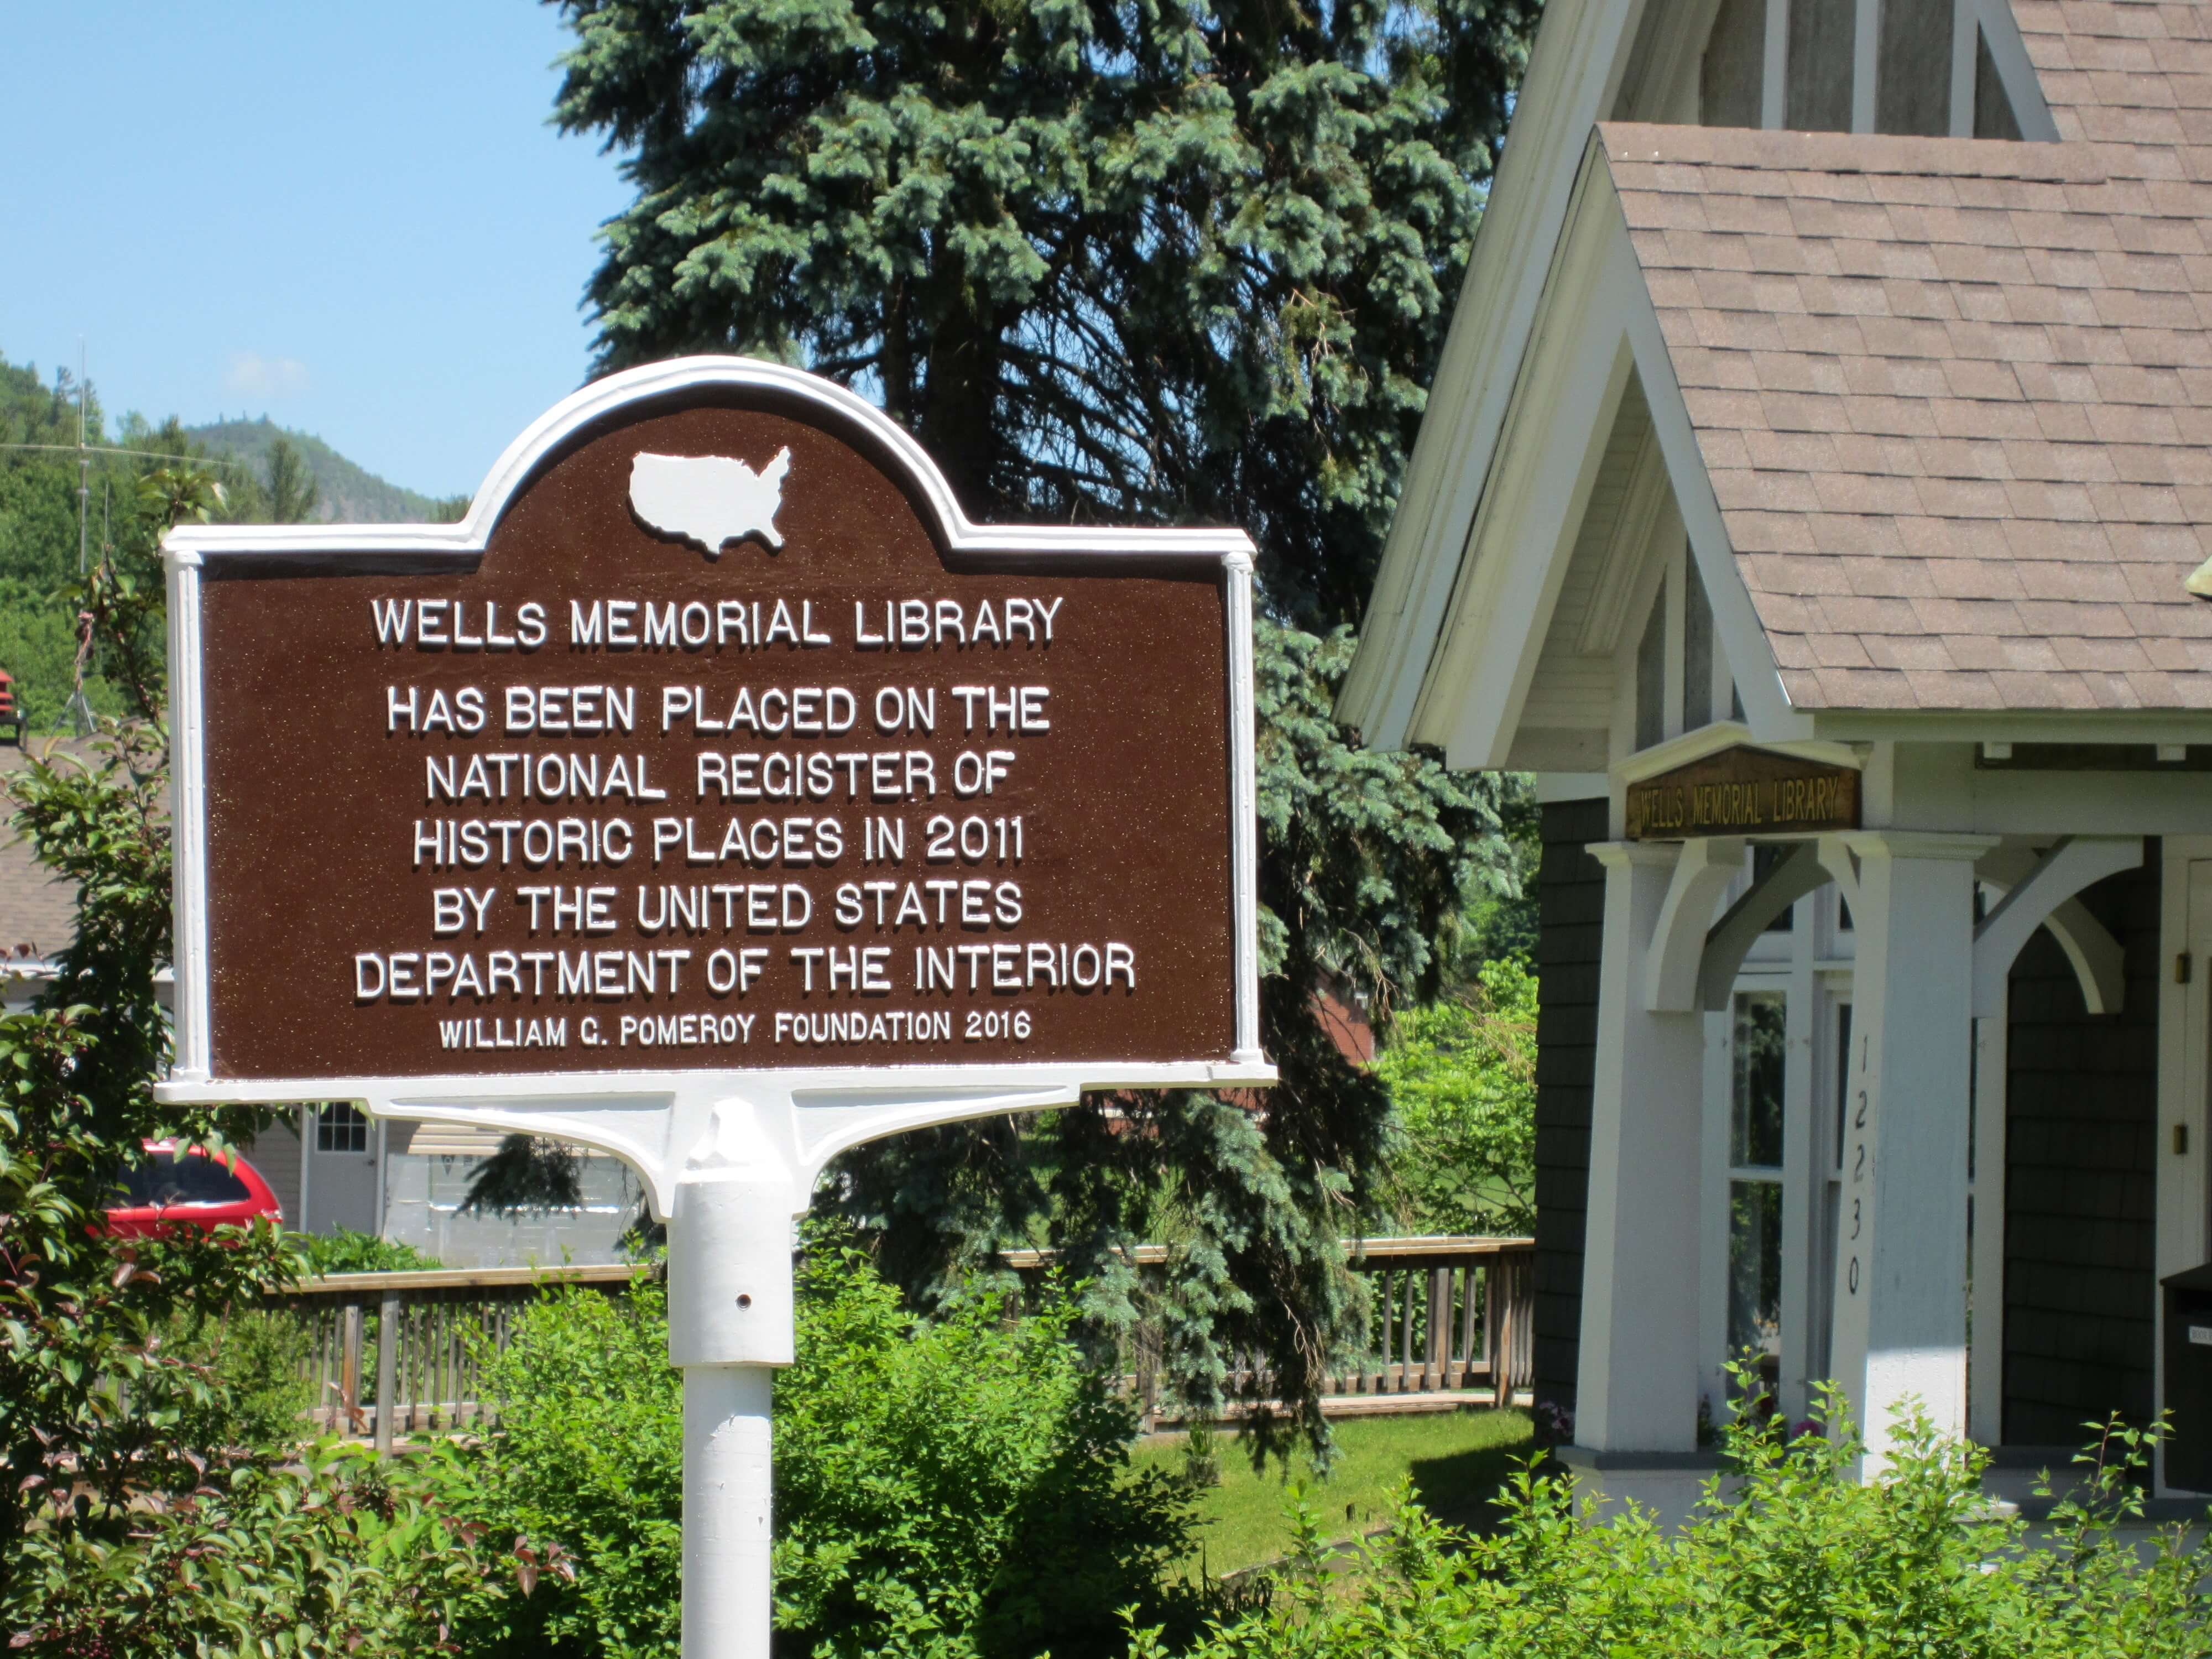 WELLS MEMORIAL LIBRARY
HAS BEEN PLACED ON THE
NATIONAL REGISTER OF
HISTORIC PLACES IN 2011
BY THE UNITED STATES
DEPARTMENT OF THE INTERIOR
WILLIAM G. POMEROY FOUNDATION 2016
WELLS MEMORIAL LIBRARY
12230